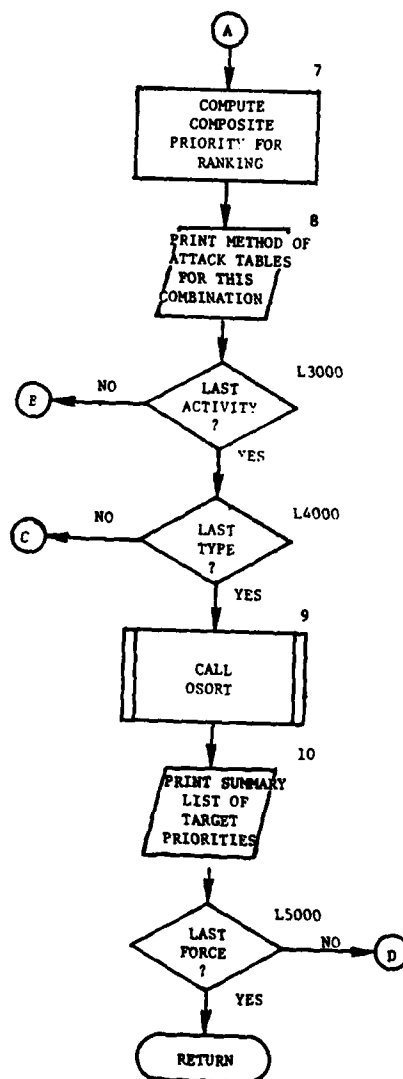 A
7
COMPUTE
COMPOSITE
PRIORITY FOR
RANKING
8
PRINT METHOD OF
ATTACK TABLES
FOR THIS
COMBINATION
L3000
NO
LAST
ACTIVITY
?
E
YES
L4000
NO
LAST
TYPE
?
C
YES
9
CALL
OSORT
10
PRINT SUMMARY
LIST OF
TARGET
PRIORITIES
L5000
LAST
FORCE
?
NO
D
YES
RETURN